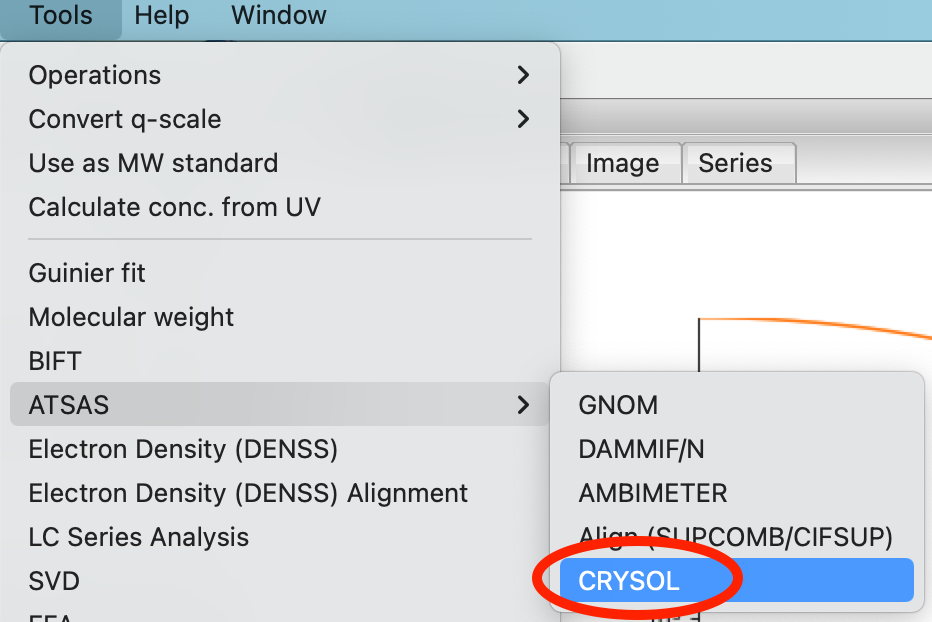 Tools Help Window
Operations
Convert q-scale
Use as MW standard
Calculate conc. from UV
Image Series
Guinier fit
Molecular weight
BIFT
ATSAS
Electron Density (DENSS)
Electron Density (DENSS) Alignment
LC Series Analysis
SVD
GNOM
DAMMIF/N
AMBIMETER
Align (SUPCOMB/CIFSUP)
CRYSOL